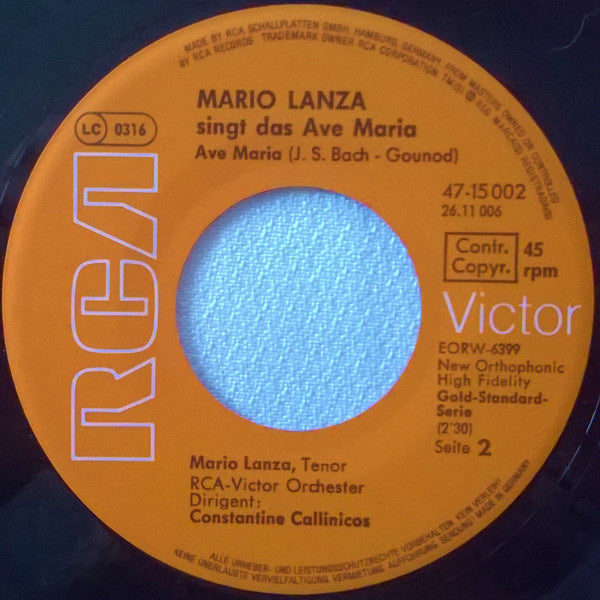 MADE BY RCA SCHALLPLATTEN GMBH, HAMBURG, GERMANY, FROM MASTERS OWNED OR CONTROLLED
BY RCA RECORDS TRADEMARK OWNER RCA CORPORATION. TM(S) ® REG. MARCA(S) REGISTRADA(S)
MARIO LANZA
singt das Ave Maria
Ave Maria (J. S. Bach - Gounod)
LC 0316
RCA
47-15 002
26.11 006
Contr.
Copyr.
45
rpm
Victor
EORW-6399
New Orthophonic
High Fidelity
Gold-Standard-
Serie
(2'30)
Seite 2
Mario Lanza, Tenor
RCA-Victor Orchester
Dirigent:
Constantine Callinicos
ALLE URHEBER- UND LEISTUNGSSCHUTZRECHTE VORBEHALTEN. KEIN VERLEIH!
KEINE UNERLAUBTE VERVIELFÄLTIGUNG, VERMIETUNG, AUFFÜHRUNG, SENDUNG · MADE IN GERMANY